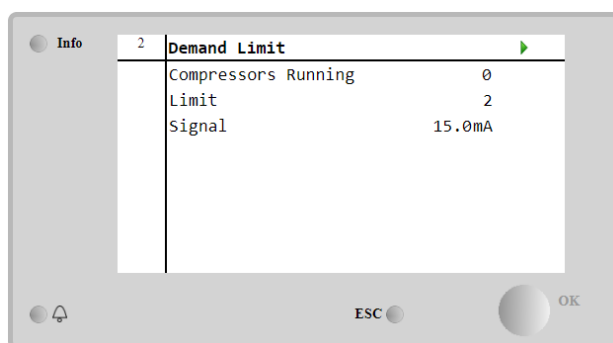 Info
2 Demand Limit
Compressors Running 0
Limit 2
Signal 15.0mA
ESC
OK